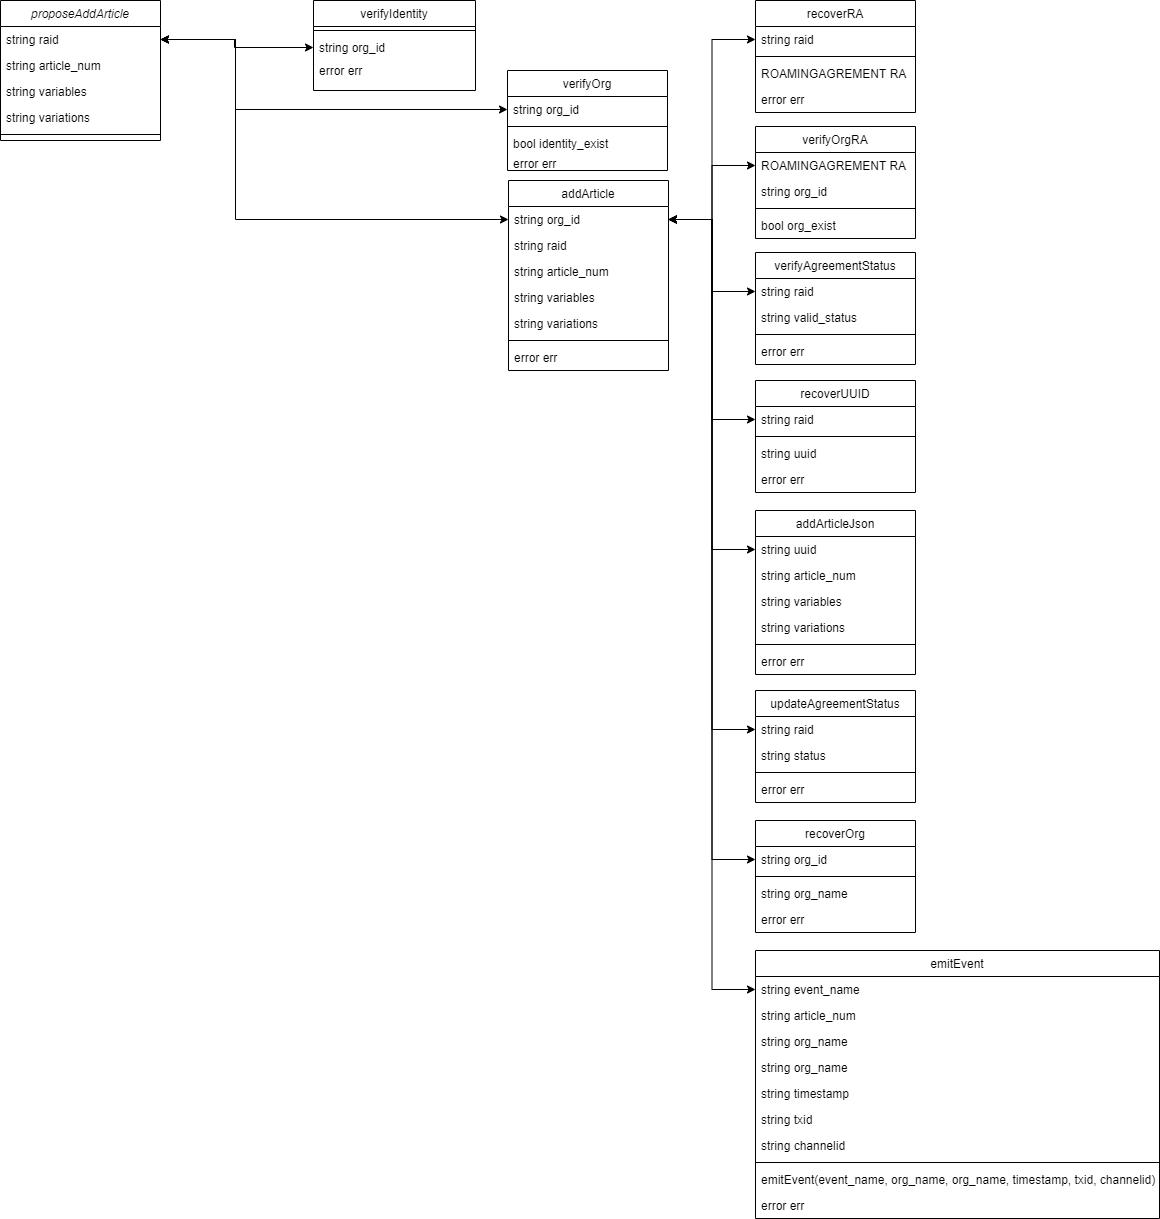 proposeAddArticle
string raid
string article_num
string variables
string variations
verifyIdentity
string org_id
error err
verifyOrg
string org_id
bool identity_exist
error err
addArticle
string org_id
string raid
string article_num
string variables
string variations
error err
recoverRA
string raid
ROAMINGAGREMENT RA
error err
verifyOrgRA
ROAMINGAGREMENT RA
string org_id
bool org_exist
verifyAgreementStatus
string raid
string valid_status
error err
recoverUUID
string raid
string uuid
error err
addArticleJson
string uuid
string article_num
string variables
string variations
error err
updateAgreementStatus
string raid
string status
error err
recoverOrg
string org_id
string org_name
error err
emitEvent
string event_name
string article_num
string org_name
string org_name
string timestamp
string txid
string channelid
emitEvent(event_name, org_name, org_name, timestamp, txid, channelid)
error err